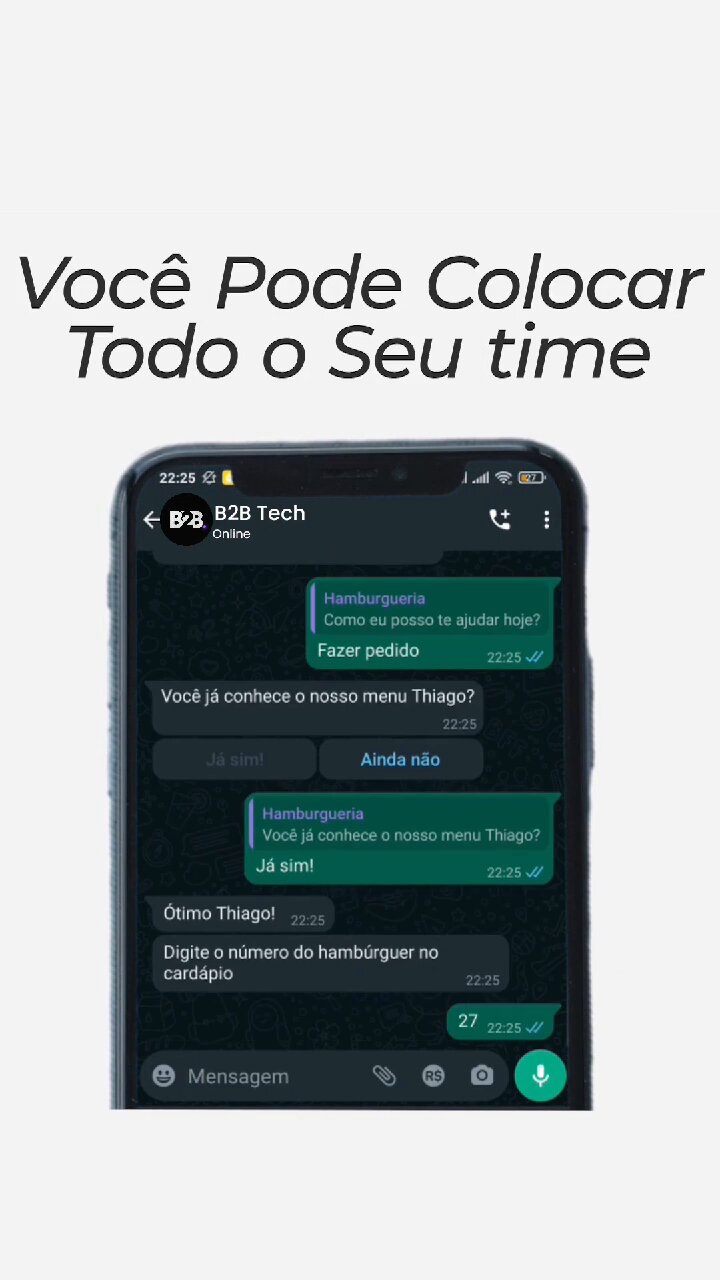 Você Pode Colocar
Todo o Seu time
22:25
27
B2B.
B2B Tech
Online
Hamburgueria
Como eu posso te ajudar hoje?
Fazer pedido
22:25
Você já conhece o nosso menu Thiago?
22:25
Já sim!
Ainda não
Hamburgueria
Você já conhece o nosso menu Thiago?
Já sim!
22:25
Ótimo Thiago!
22:25
Digite o número do hambúrguer no
cardápio
22:25
27
22:25
Mensagem
R$